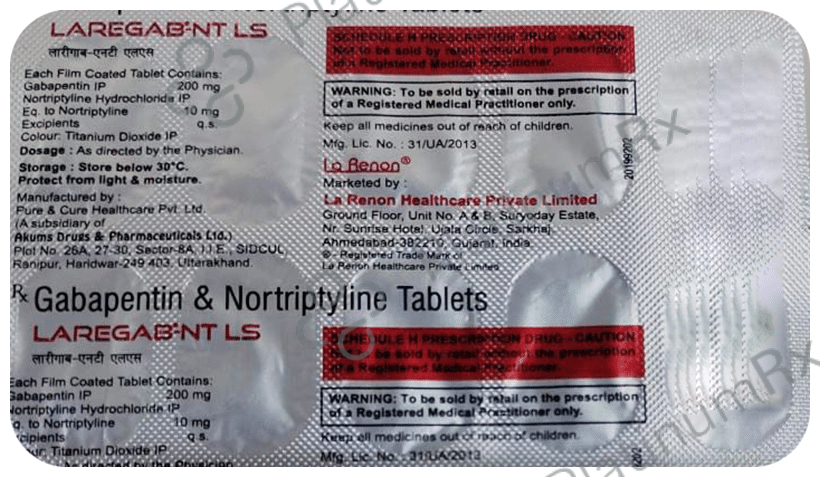 LAREGAB-NT LS
लारीगाब-एनटी एलएस
Each Film Coated Tablet Contains:
Gabapentin IP 200 mg
Nortriptyline Hydrochloride IP
Eq. to Nortriptyline 10 mg
Excipients q.s.
Colour: Titanium Dioxide IP
Dosage : As directed by the Physician.
Storage : Store below 30°C.
Protect from light & moisture.
Manufactured by :
Pure & Cure Healthcare Pvt. Ltd.
(A subsidiary of
Akums Drugs & Pharmaceuticals Ltd.)
Plot No. 26A, 27-30, Sector-8A, I.I.E., SIDCUL,
Ranipur, Haridwar-249 403, Uttarakhand.
SCHEDULE H PRESCRIPTION DRUG - CAUTION
Not to be sold by retail without the prescription
of a Registered Medical Practitioner.
WARNING: To be sold by retail on the prescription
of a Registered Medical Practitioner only.
Keep all medicines out of reach of children.
Mfg. Lic. No. : 31/UA/2013
La Renon®
Marketed by :
La Renon Healthcare Private Limited
Ground Floor, Unit No. A & B, Suryoday Estate,
Nr. Sunrise Hotel, Ujala Circle, Sarkhej,
Ahmedabad-382210, Gujarat, India.
® - Registered Trade Mark of
La Renon Healthcare Private Limited
20199202
Rx Gabapentin & Nortriptyline Tablets
LAREGAB-NT LS
लारीगाब-एनटी एलएस
Each Film Coated Tablet Contains:
Gabapentin IP 200 mg
Nortriptyline Hydrochloride IP
Eq. to Nortriptyline 10 mg
Excipients q.s.
Colour: Titanium Dioxide IP
As directed by the Physician
SCHEDULE H PRESCRIPTION DRUG - CAUTION
Not to be sold by retail without the prescription
of a Registered Medical Practitioner.
WARNING: To be sold by retail on the prescription
of a Registered Medical Practitioner only.
Keep all medicines out of reach of children.
Mfg. Lic. No. : 31/UA/2013
PlatinumRx